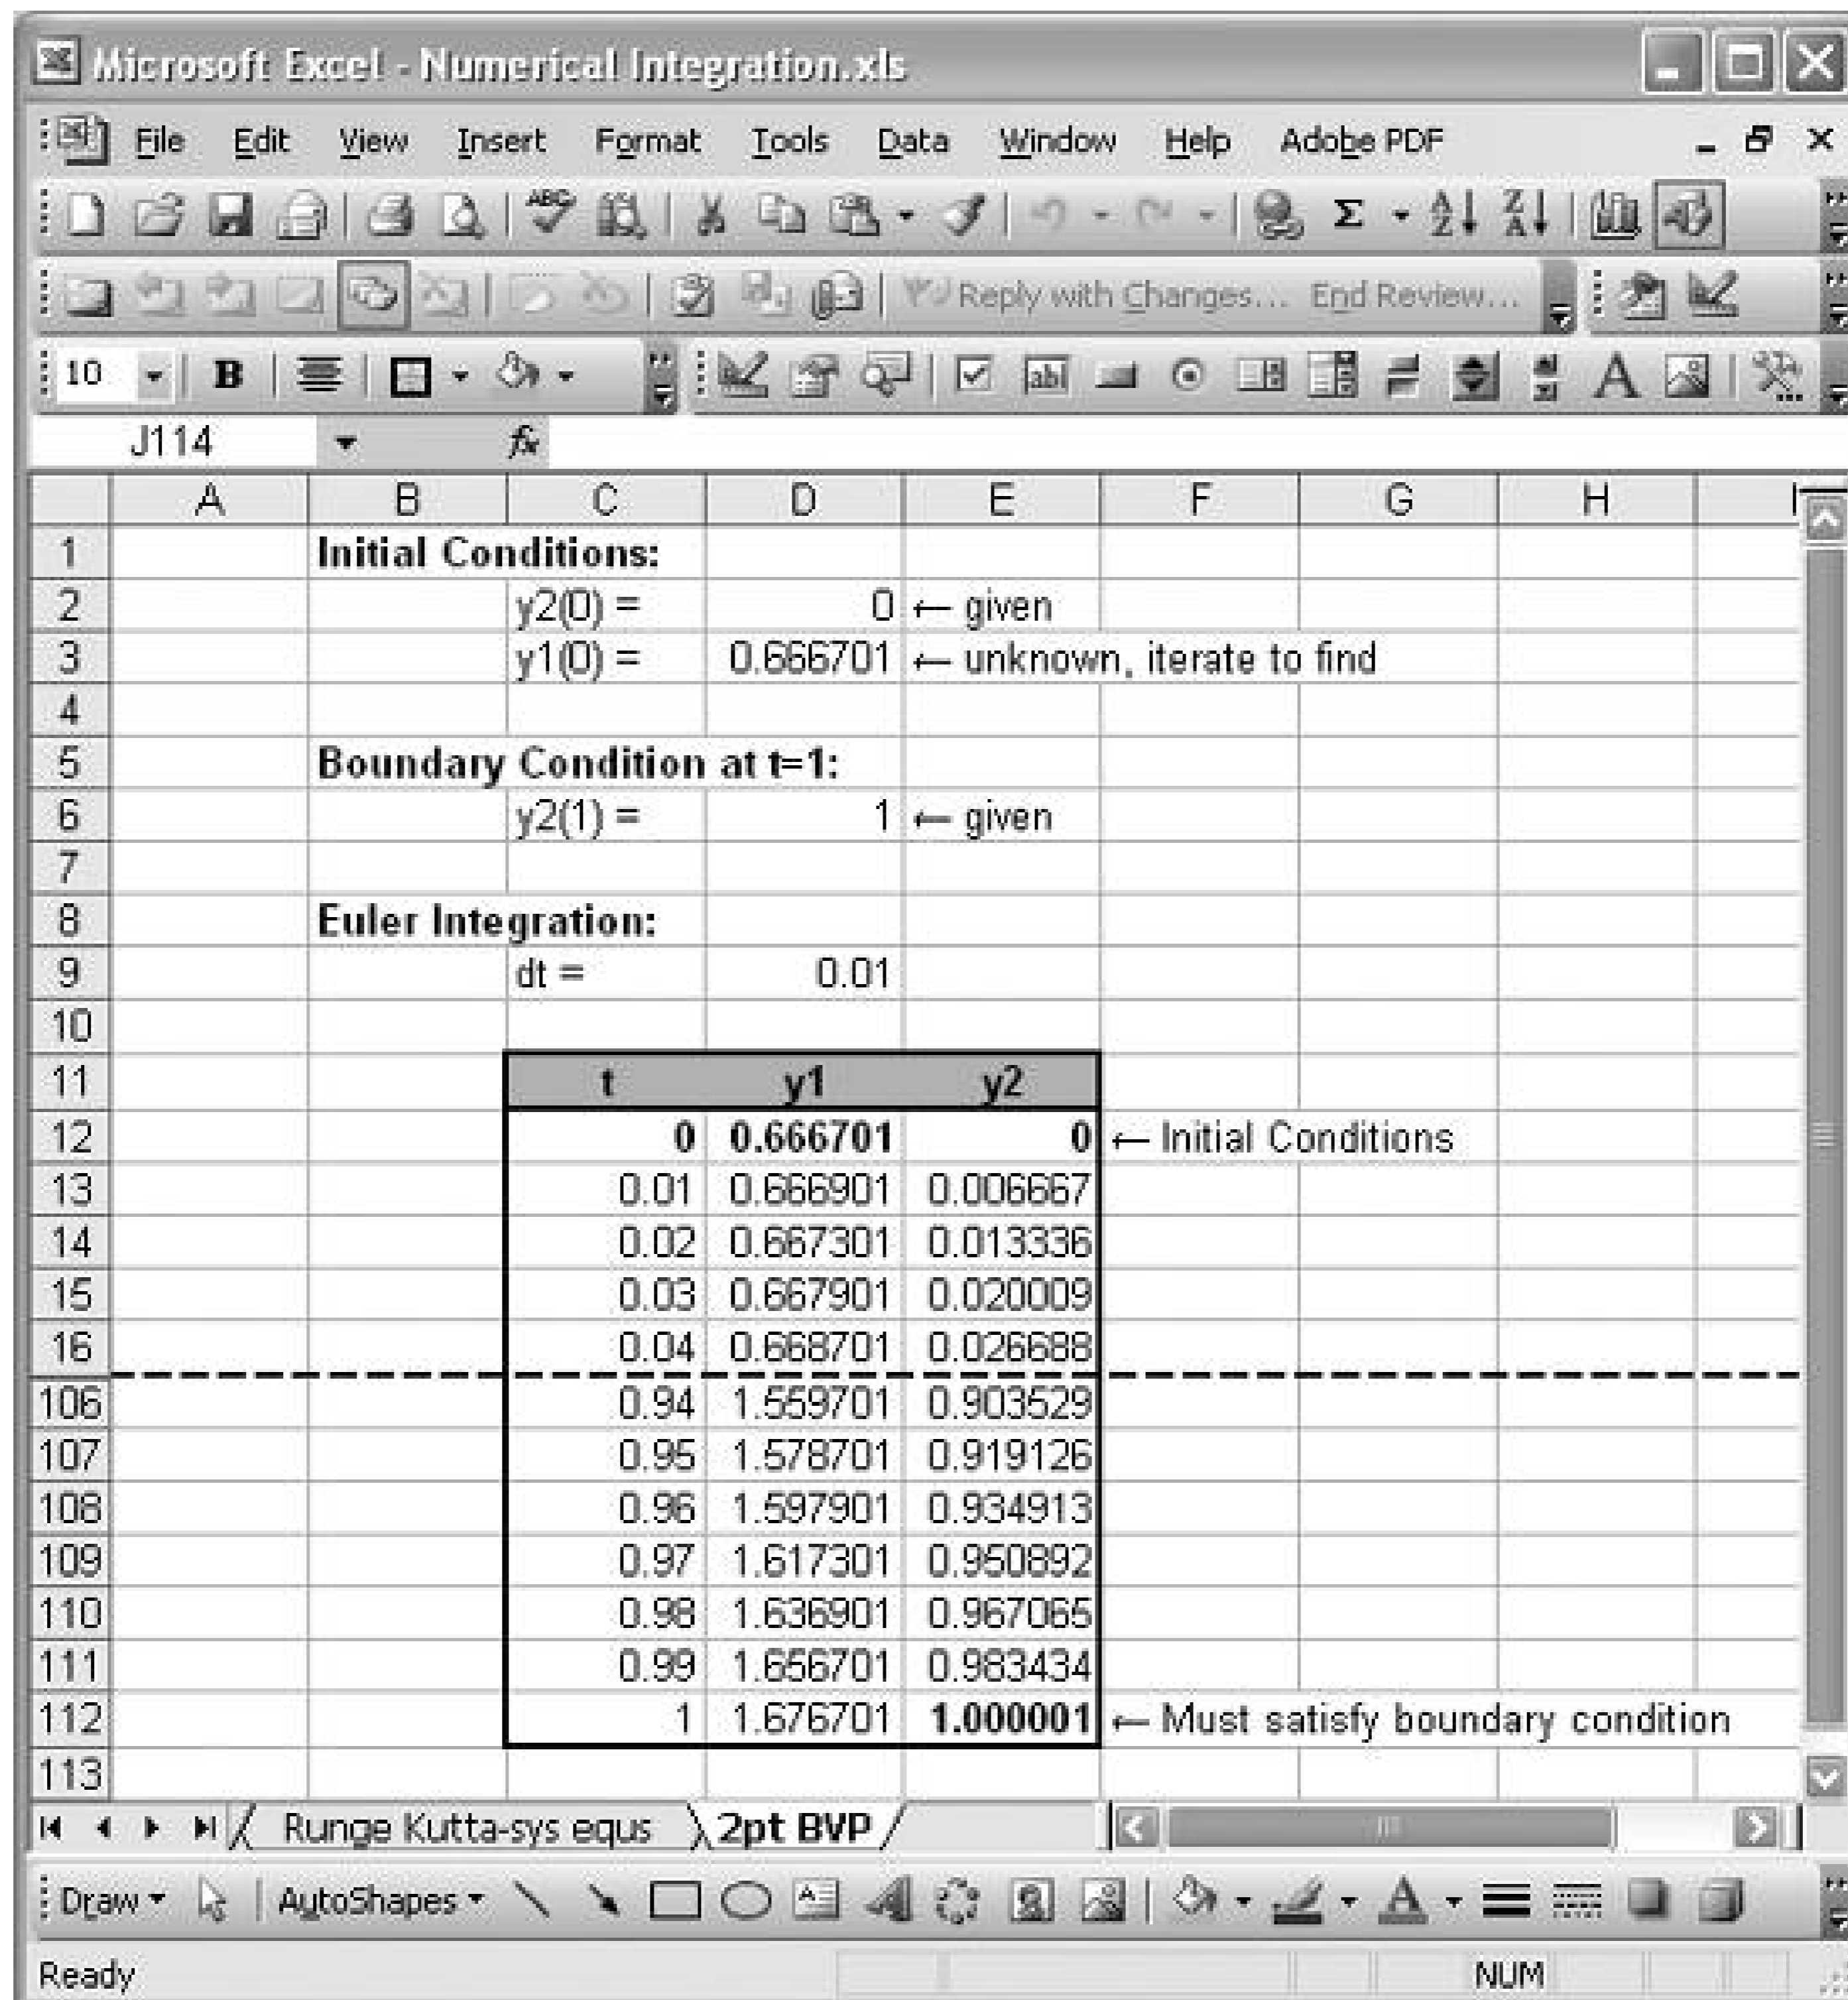 Microsoft Excel - Numerical Integration.xls
File Edit View Insert Format Tools Data Window Help Adobe PDF
Reply with Changes... End Review...
10 B
J114 fx
A B C D E F G H I
1 Initial Conditions:
2 y2(0) = 0 ← given
3 y1(0) = 0.666701 ← unknown, iterate to find
4
5 Boundary Condition at t=1:
6 y2(1) = 1 ← given
7
8 Euler Integration:
9 dt = 0.01
10
11 t y1 y2
12 0 0.666701 0 ← Initial Conditions
13 0.01 0.666901 0.006667
14 0.02 0.667301 0.013336
15 0.03 0.667901 0.020009
16 0.04 0.668701 0.026688
106 0.94 1.559701 0.903529
107 0.95 1.578701 0.919126
108 0.96 1.597901 0.934913
109 0.97 1.617301 0.950892
110 0.98 1.636901 0.967065
111 0.99 1.656701 0.983434
112 1 1.676701 1.000001 ← Must satisfy boundary condition
113
Runge Kutta-sys equs 2pt BVP
Draw AutoShapes
Ready NUM